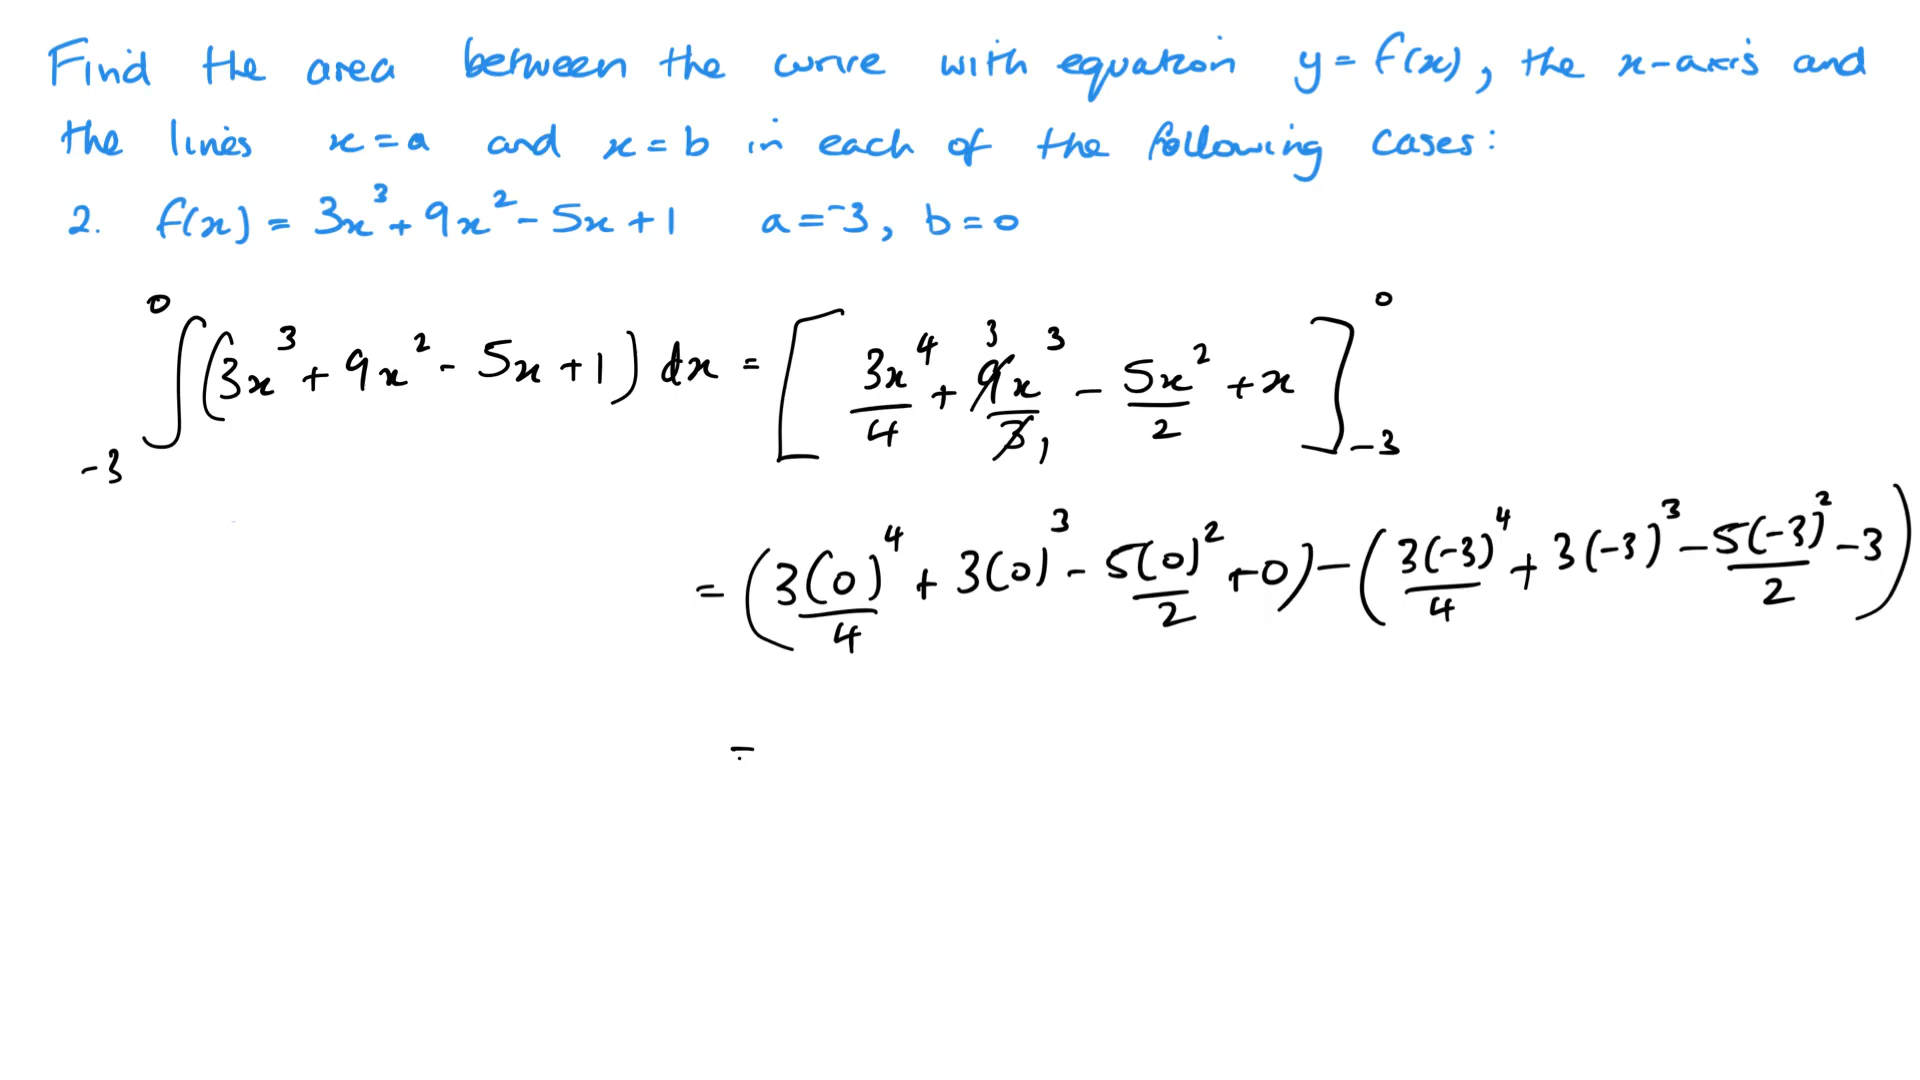 Find the area between the curve with equation y = f(x), the x-axis and
the lines x = a and x = b in each of the following cases:
2. f(x) = 3x³ + 9x² - 5x + 1 a = ⁻3, b = 0
∫₋₃⁰ (3x³ + 9x² - 5x + 1) dx = [3x⁴/4 + 9̸³x³/3̸₁ - 5x²/2 + x]₋₃⁰
= (3(0)⁴/4 + 3(0)³ - 5(0)²/2 + 0) - (3(-3)⁴/4 + 3(-3)³ - 5(-3)²/2 - 3)
=